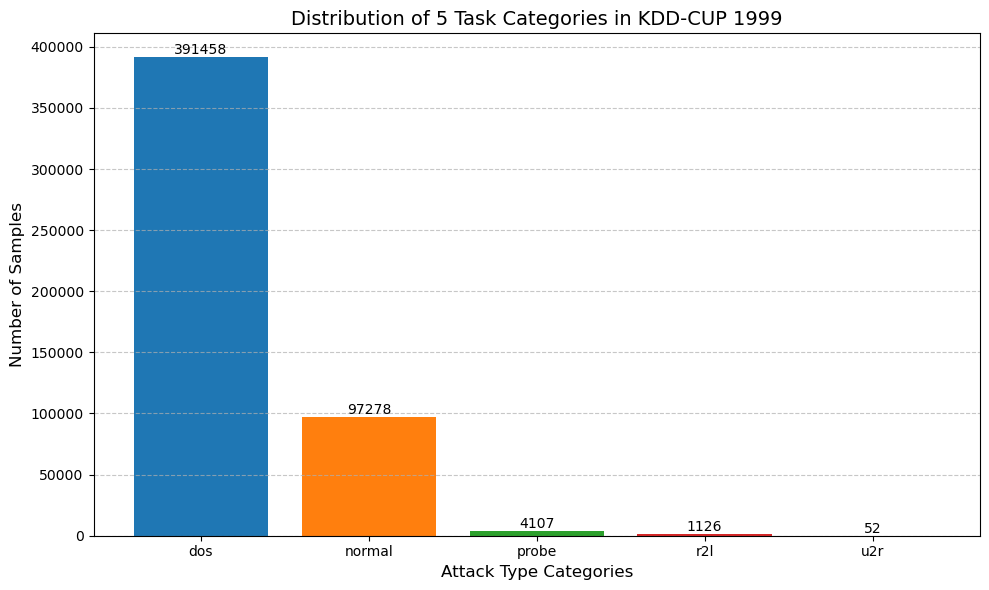 Distribution of 5 Task Categories in KDD-CUP 1999
Number of Samples
400000
350000
300000
250000
200000
150000
100000
50000
0
391458
97278
4107
1126
52
dos
normal
probe
r2l
u2r
Attack Type Categories